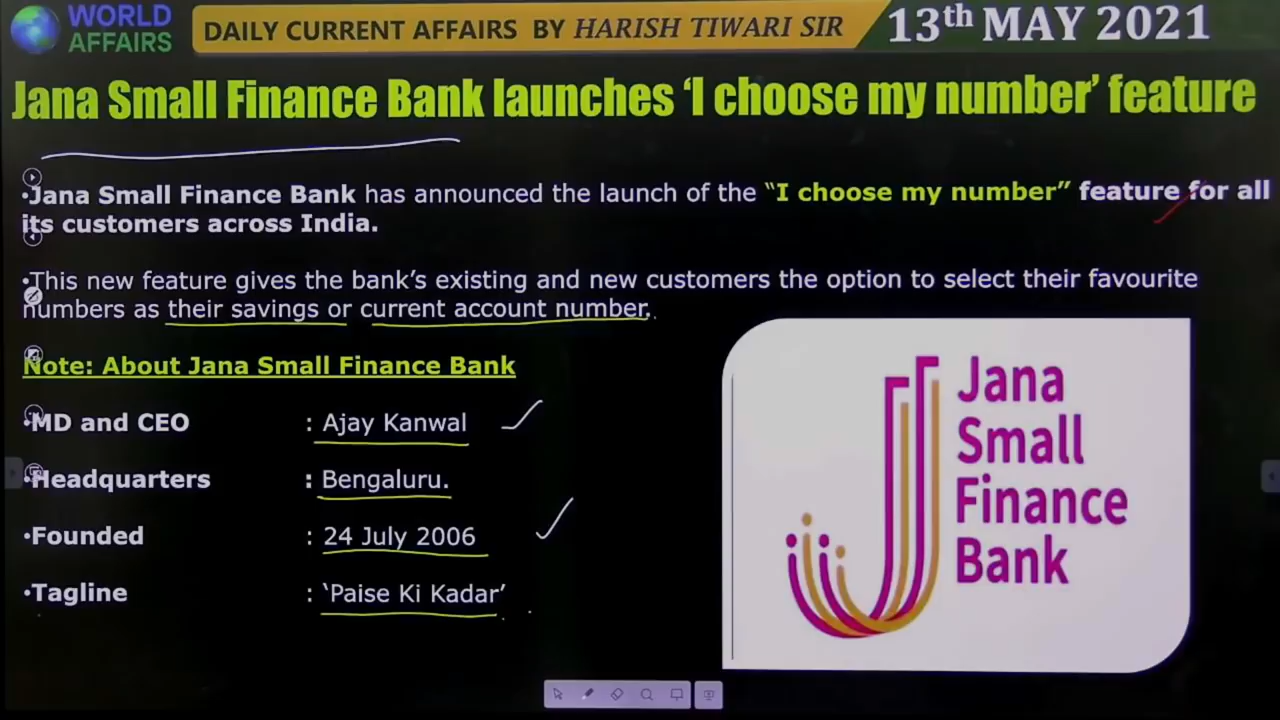 WORLD
AFFAIRS
DAILY CURRENT AFFAIRS BY HARISH TIWARI SIR
13th MAY 2021
Jana Small Finance Bank launches ‘I choose my number’ feature
•Jana Small Finance Bank has announced the launch of the “I choose my number” feature for all
its customers across India.
•This new feature gives the bank’s existing and new customers the option to select their favourite
numbers as their savings or current account number.
Note: About Jana Small Finance Bank
•MD and CEO : Ajay Kanwal
•Headquarters : Bengaluru.
•Founded : 24 July 2006
•Tagline : ‘Paise Ki Kadar’
Jana
Small
Finance
Bank